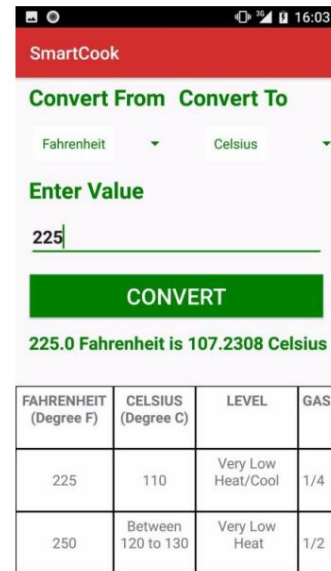 3G 16:03
SmartCook
Convert From Convert To
Fahrenheit Celsius
Enter Value
225
CONVERT
225.0 Fahrenheit is 107.2308 Celsius
FAHRENHEIT CELSIUS LEVEL GAS
(Degree F) (Degree C)
225 110 Very Low Heat/Cool 1/4
250 Between 120 to 130 Very Low Heat 1/2